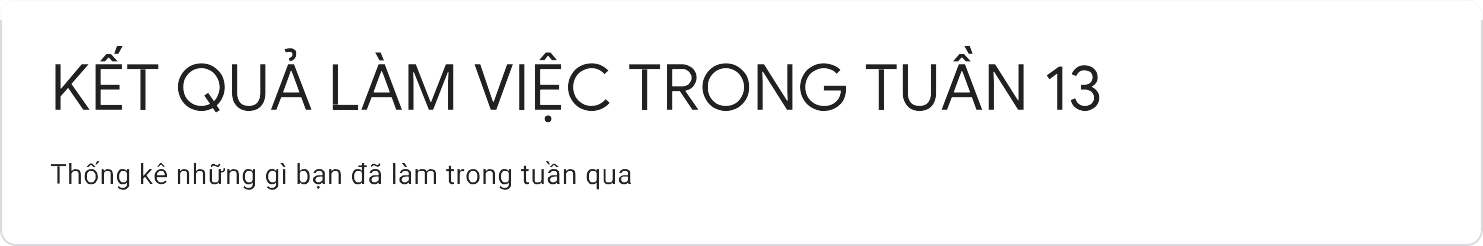 KẾT QUẢ LÀM VIỆC TRONG TUẦN 13
Thống kê những gì bạn đã làm trong tuần qua